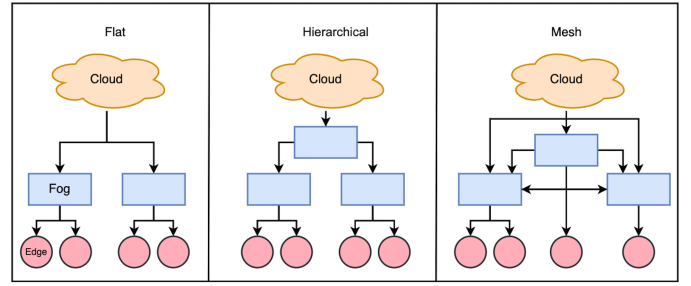 Flat
Hierarchical
Mesh
Cloud
Cloud
Cloud
Fog
Edge